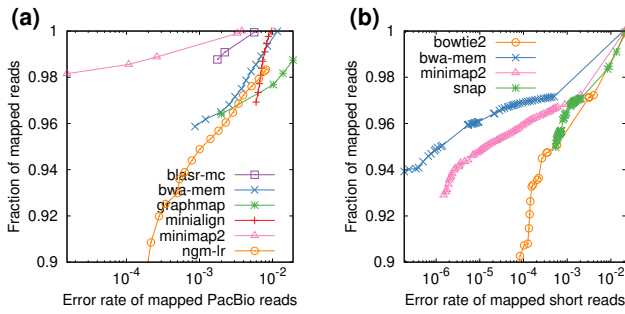 (a)
Fraction of mapped reads
1
0.98
0.96
0.94
0.92
0.9
blasr-mc
bwa-mem
graphmap
minialign
minimap2
ngm-lr
10-4
10-3
10-2
Error rate of mapped PacBio reads
(b)
Fraction of mapped reads
1
0.98
0.96
0.94
0.92
0.9
bowtie2
bwa-mem
minimap2
snap
10-6
10-5
10-4
10-3
10-2
Error rate of mapped short reads